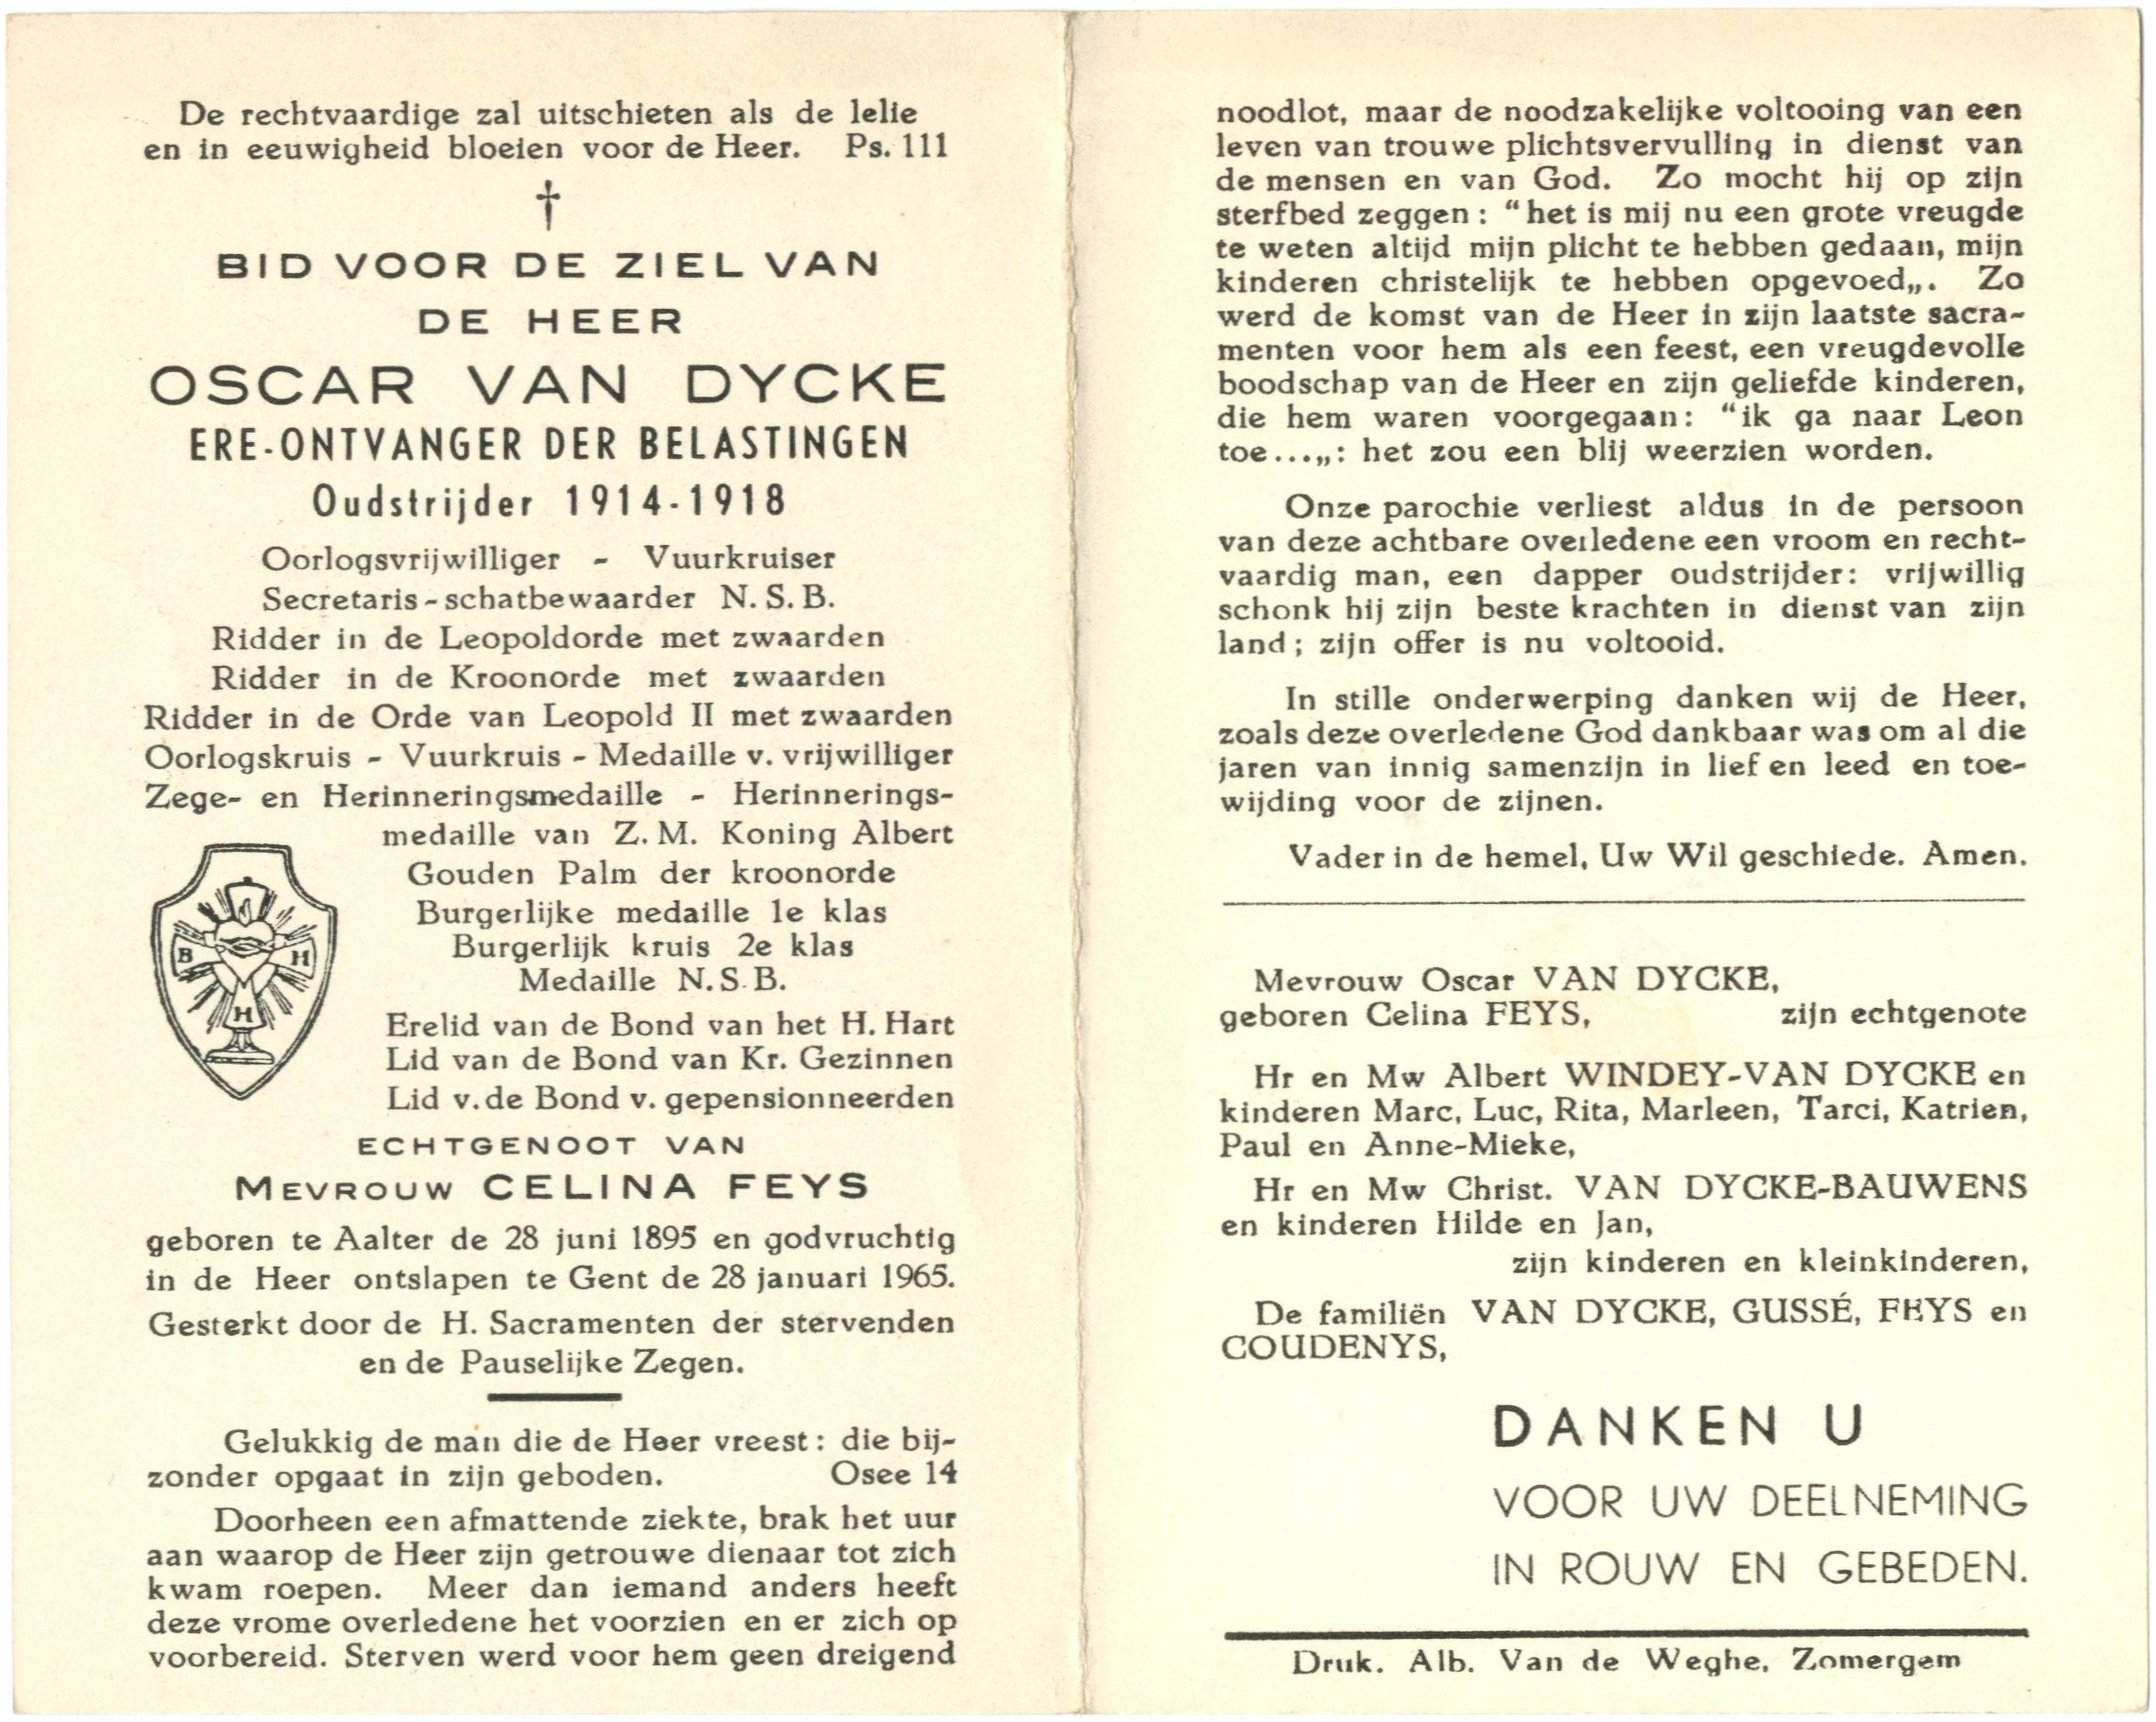 De rechtvaardige zal uitschieten als de lelie
en in eeuwigheid bloeien voor de Heer. Ps. 111
†
BID VOOR DE ZIEL VAN
DE HEER
OSCAR VAN DYCKE
ERE-ONTVANGER DER BELASTINGEN
Oudstrijder 1914-1918
Oorlogsvrijwilliger - Vuurkruiser
Secretaris - schatbewaarder N. S. B.
Ridder in de Leopoldorde met zwaarden
Ridder in de Kroonorde met zwaarden
Ridder in de Orde van Leopold II met zwaarden
Oorlogskruis - Vuurkruis - Medaille v. vrijwilliger
Zege- en Herinneringsmedaille - Herinnerings-
medaille van Z. M. Koning Albert
Gouden Palm der kroonorde
Burgerlijke medaille 1e klas
Burgerlijk kruis 2e klas
Medaille N. S. B.
B H
H
Erelid van de Bond van het H. Hart
Lid van de Bond van Kr. Gezinnen
Lid v. de Bond v. gepensionneerden
ECHTGENOOT VAN
MEVROUW CELINA FEYS
geboren te Aalter de 28 juni 1895 en godvruchtig
in de Heer ontslapen te Gent de 28 januari 1965.
Gesterkt door de H. Sacramenten der stervenden
en de Pauselijke Zegen.
Gelukkig de man die de Heer vreest: die bij-
zonder opgaat in zijn geboden. Osee 14
Doorheen een afmattende ziekte, brak het uur
aan waarop de Heer zijn getrouwe dienaar tot zich
kwam roepen. Meer dan iemand anders heeft
deze vrome overledene het voorzien en er zich op
voorbereid. Sterven werd voor hem geen dreigend
noodlot, maar de noodzakelijke voltooing van een
leven van trouwe plichtsvervulling in dienst van
de mensen en van God. Zo mocht hij op zijn
sterfbed zeggen : “het is mij nu een grote vreugde
te weten altijd mijn plicht te hebben gedaan, mijn
kinderen christelijk te hebben opgevoed„. Zo
werd de komst van de Heer in zijn laatste sacra-
menten voor hem als een feest, een vreugdevolle
boodschap van de Heer en zijn geliefde kinderen,
die hem waren voorgegaan: “ik ga naar Leon
toe...„: het zou een blij weerzien worden.
Onze parochie verliest aldus in de persoon
van deze achtbare overledene een vroom en recht-
vaardig man, een dapper oudstrijder: vrijwillig
schonk hij zijn beste krachten in dienst van zijn
land ; zijn offer is nu voltooid.
In stille onderwerping danken wij de Heer,
zoals deze overledene God dankbaar was om al die
jaren van innig samenzijn in lief en leed en toe-
wijding voor de zijnen.
Vader in de hemel, Uw Wil geschiede. Amen.
Mevrouw Oscar VAN DYCKE,
geboren Celina FEYS, zijn echtgenote
Hr en Mw Albert WINDEY-VAN DYCKE en
kinderen Marc, Luc, Rita, Marleen, Tarci, Katrien,
Paul en Anne-Mieke,
Hr en Mw Christ. VAN DYCKE-BAUWENS
en kinderen Hilde en Jan,
zijn kinderen en kleinkinderen,
De familiën VAN DYCKE, GUSSÉ, FEYS en
COUDENYS,
DANKEN U
VOOR UW DEELNEMING
IN ROUW EN GEBEDEN.
Druk. Alb. Van de Weghe, Zomergem